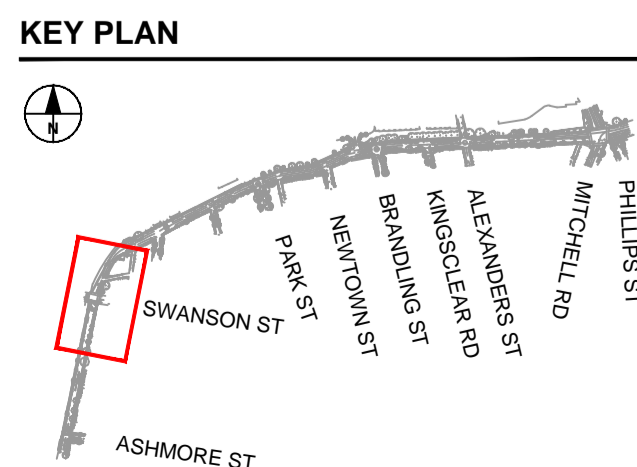 KEY PLAN
N
PARK ST
NEWTOWN ST
BRANDLING ST
KINGSCLEAR RD
ALEXANDERS ST
MITCHELL RD
PHILLIPS ST
SWANSON ST
ASHMORE ST